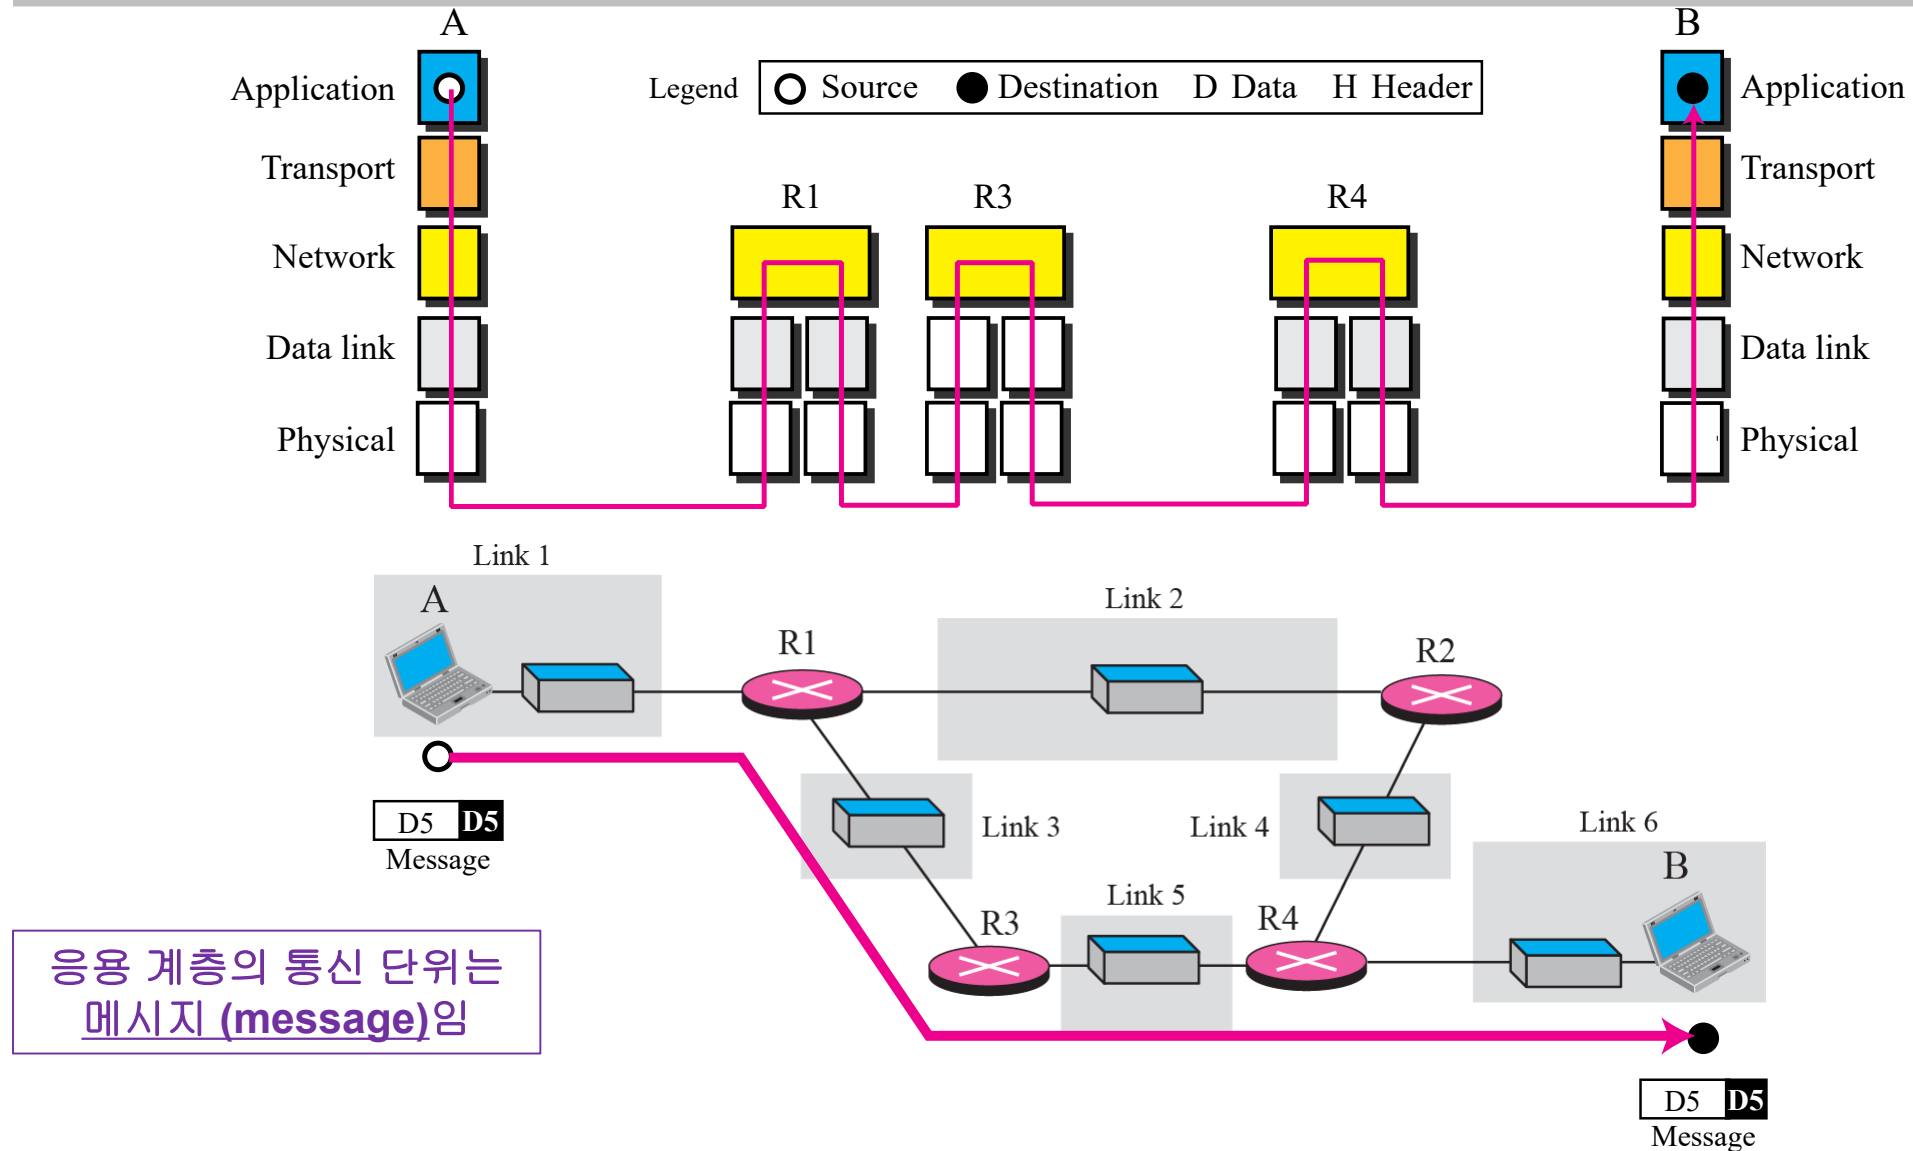 A
B
Legend
Source
Destination
D Data
H Header
Application
Transport
Network
Data link
Physical
R1
R3
R4
Application
Transport
Network
Data link
Physical
Link 1
A
R1
Link 2
R2
D5 D5
Message
Link 3
Link 4
Link 6
B
Link 5
R3
R4
응용 계층의 통신 단위는
메시지 (message)임
D5 D5
Message